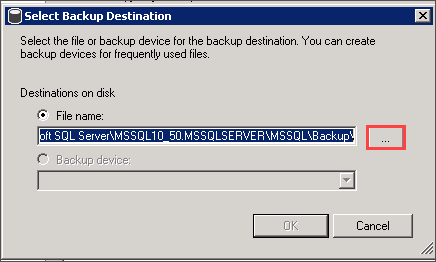 Select Backup Destination
Select the file or backup device for the backup destination. You can create
backup devices for frequently used files.
Destinations on disk
File name:
oft SQL Server\MSSQL10_50.MSSQLSERVER\MSSQL\Backup\
...
Backup device:
OK
Cancel